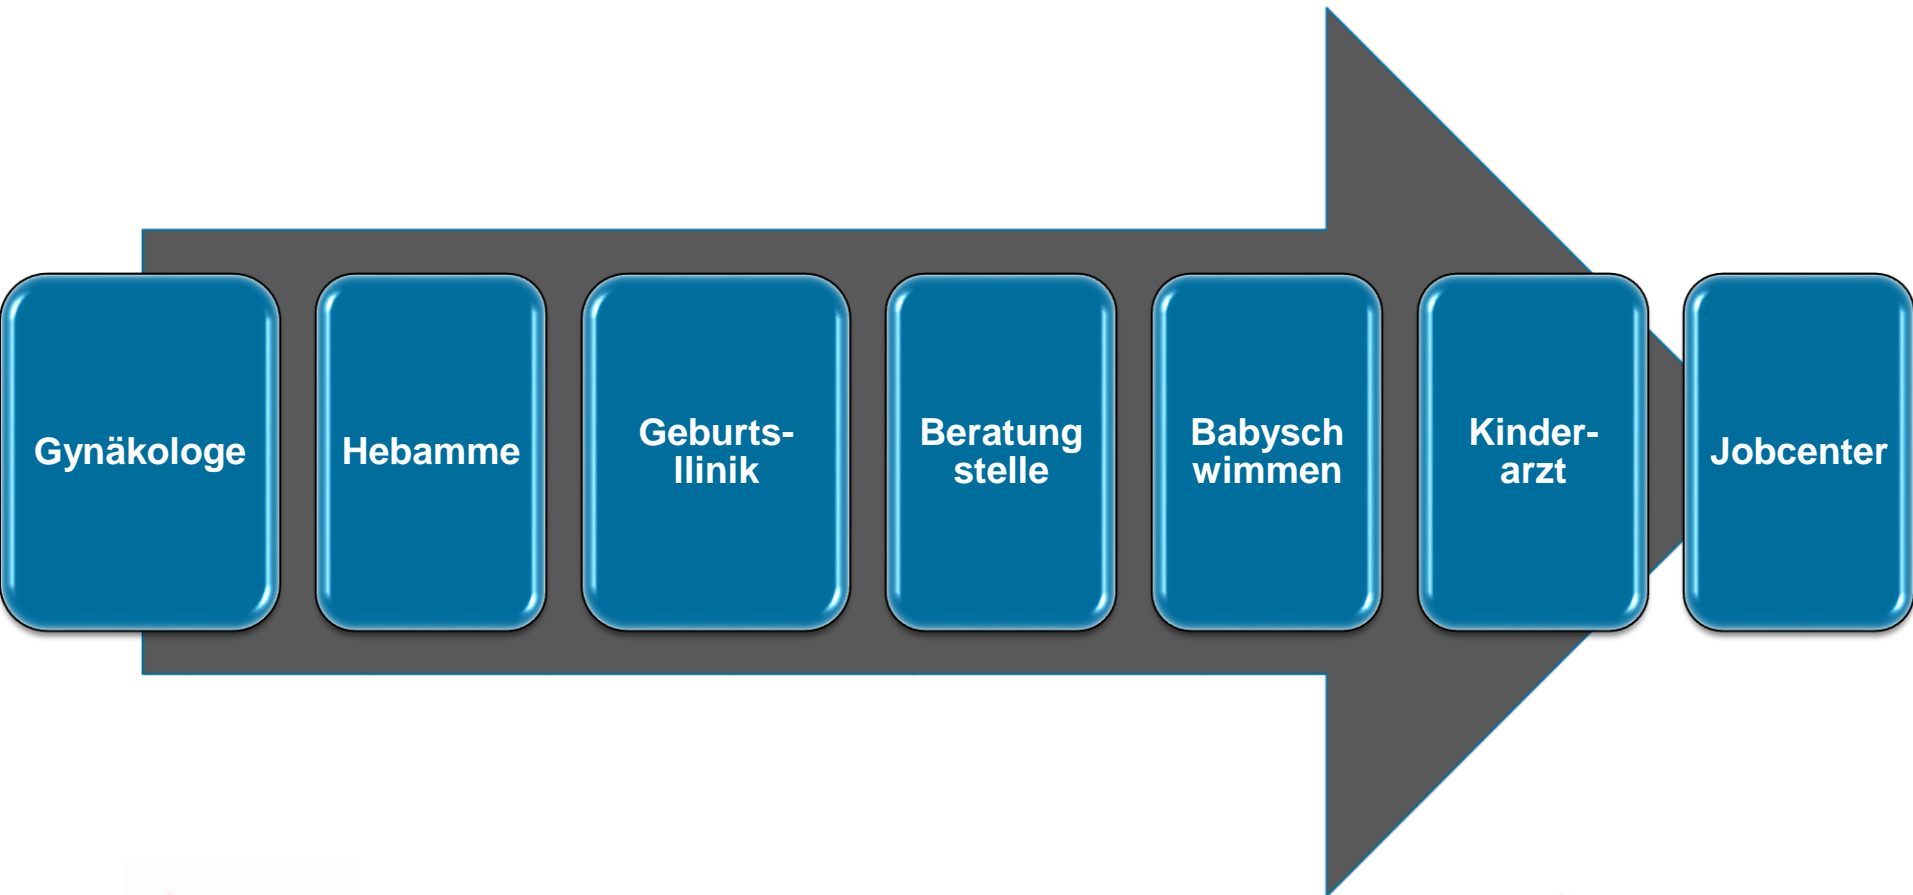 Gynäkologe
Hebamme
Geburts-
llinik
Beratung
stelle
Babysch
wimmen
Kinder-
arzt
Jobcenter